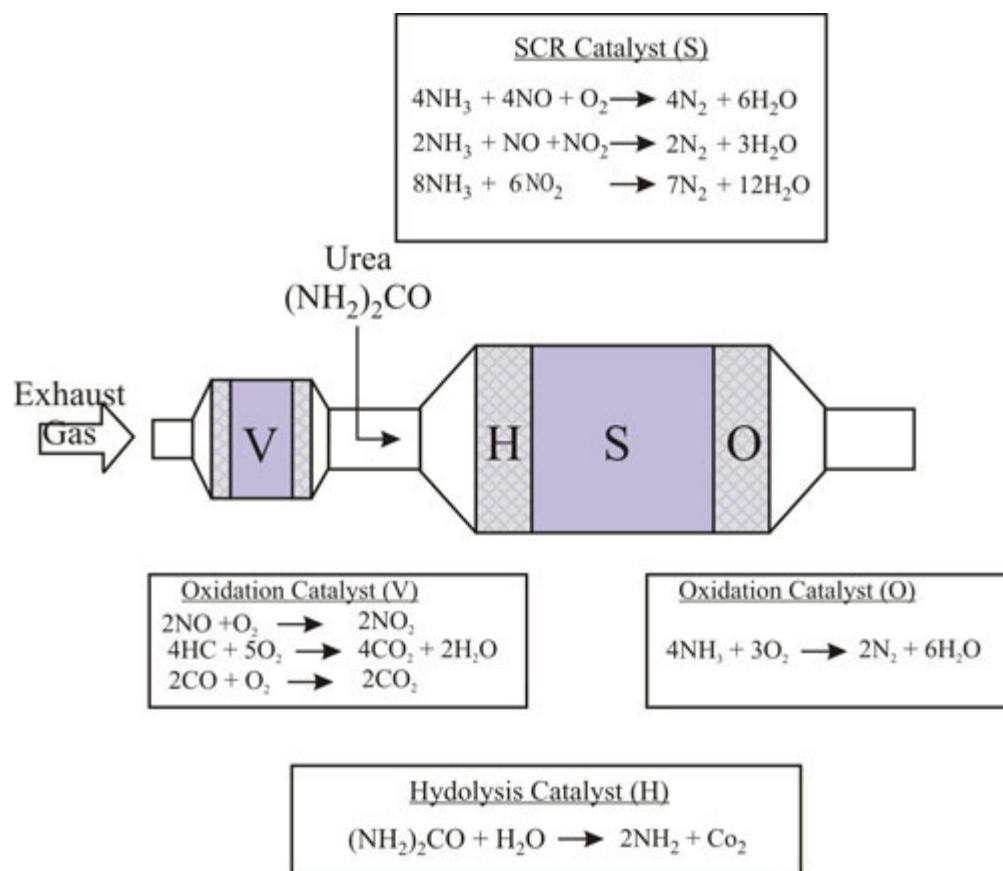 SCR Catalyst (S)
4NH₃ + 4NO + O₂ → 4N₂ + 6H₂O
2NH₃ + NO +NO₂ → 2N₂ + 3H₂O
8NH₃ + 6NO₂ → 7N₂ + 12H₂O
Urea
(NH₂)₂CO
Exhaust
Gas
V
H
S
O
Oxidation Catalyst (V)
2NO +O₂ → 2NO₂
4HC + 5O₂ → 4CO₂ + 2H₂O
2CO + O₂ → 2CO₂
Oxidation Catalyst (O)
4NH₃ + 3O₂ → 2N₂ + 6H₂O
Hydolysis Catalyst (H)
(NH₂)₂CO + H₂O → 2NH₂ + Co₂